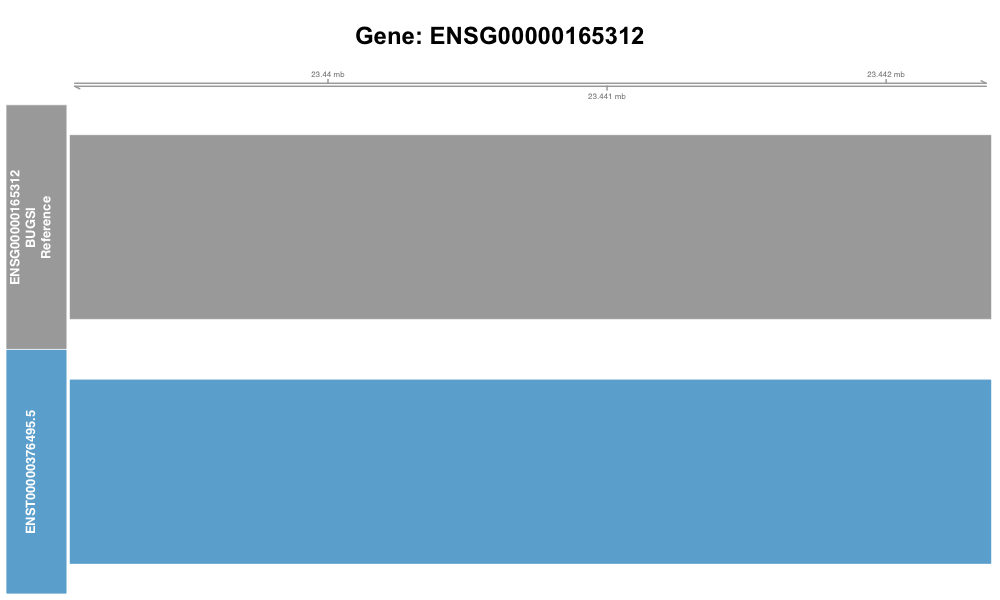 Gene: ENSG00000165312
23.44 mb
23.442 mb
23.441 mb
ENSG00000165312
BUGSI
Reference
ENST00000376495.5